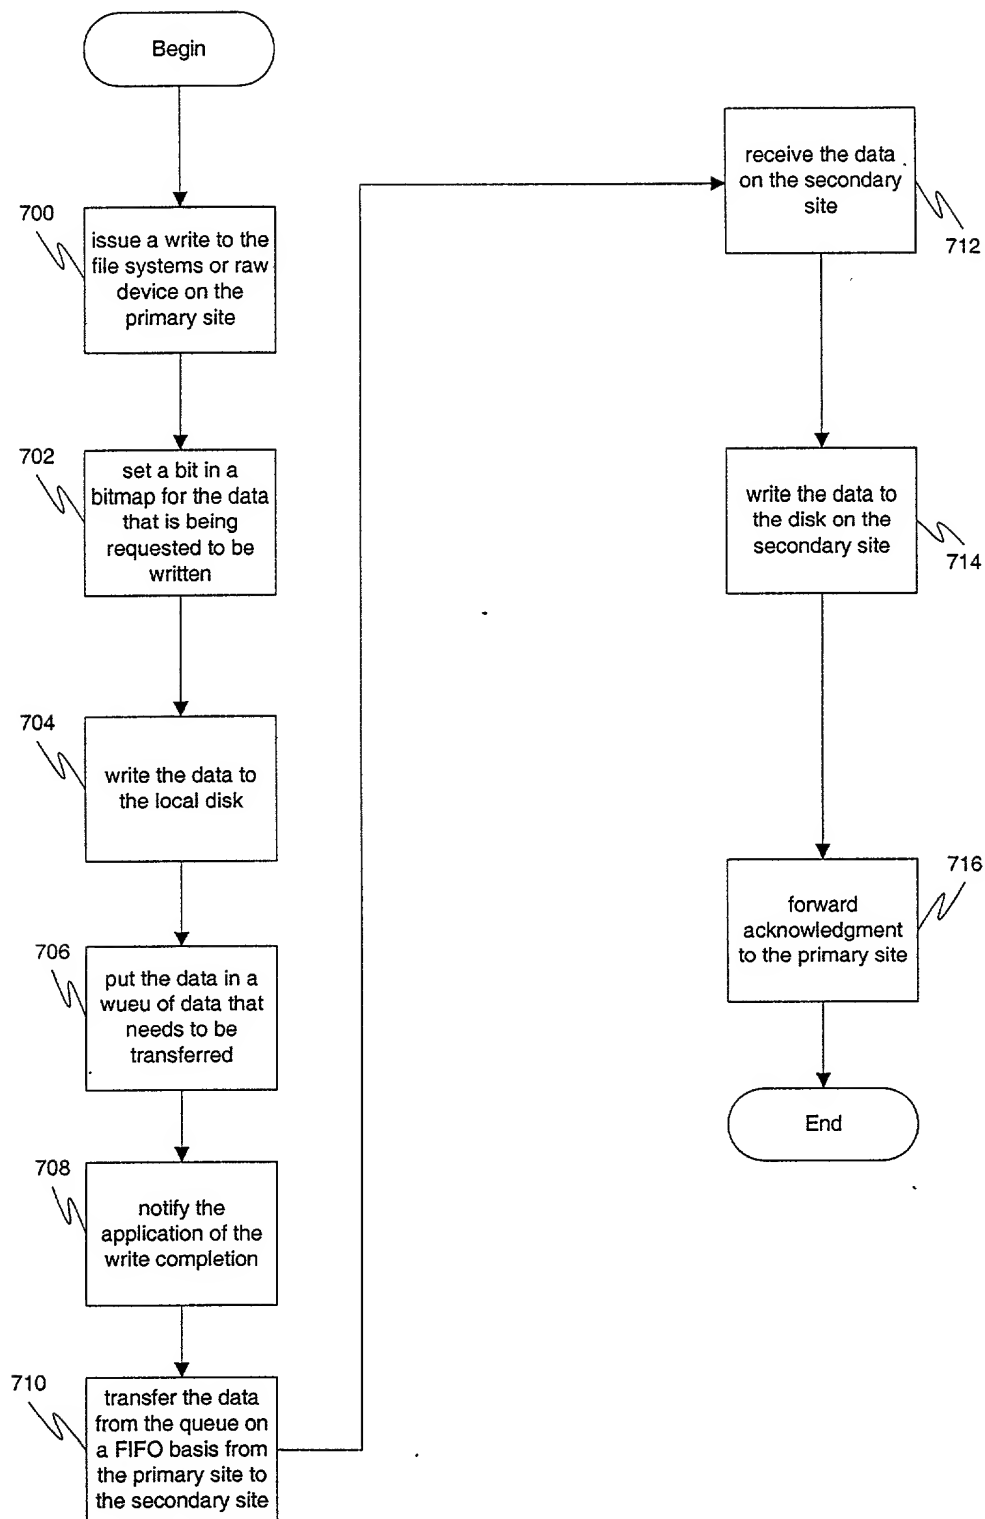 Begin
700
issue a write to the
file systems or raw
device on the
primary site
702
set a bit in a
bitmap for the data
that is being
requested to be
written
704
write the data to
the local disk
706
put the data in a
wueu of data that
needs to be
transferred
708
notify the
application of the
write completion
710
transfer the data
from the queue on
a FIFO basis from
the primary site to
the secondary site
receive the data
on the secondary
site
712
write the data to
the disk on the
secondary site
714
716
forward
acknowledgment
to the primary site
End